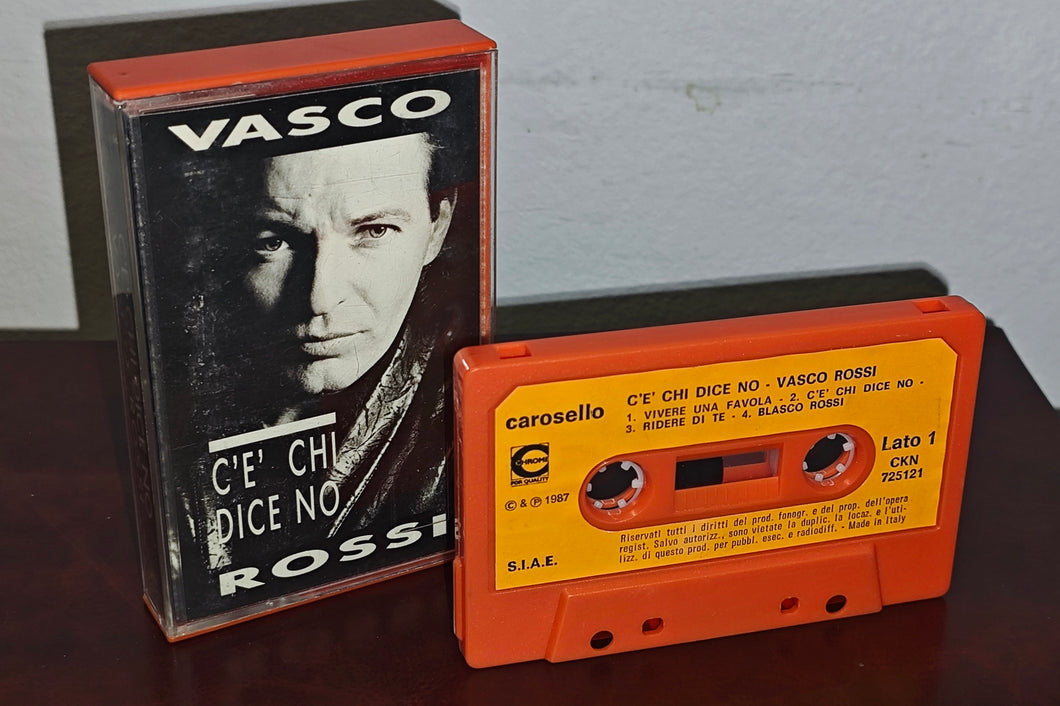 VASCO
C'E' CHI
DICE NO
ROSSI
carosello
C'E' CHI DICE NO - VASCO ROSSI
1. VIVERE UNA FAVOLA - 2. C'E' CHI DICE NO -
3. RIDERE DI TE - 4. BLASCO ROSSI
CHROME
FOR QUALITY
© & ℗ 1987
Lato 1
CKN
725121
S.I.A.E.
Riservati tutti i diritti del prod. fonogr. e del prop. dell'opera
regist. Salvo autorizz., sono vietate la duplic. la locaz. e l'uti-
lizz. di questo prod. per pubbl. esec. e radiodiff. - Made in Italy